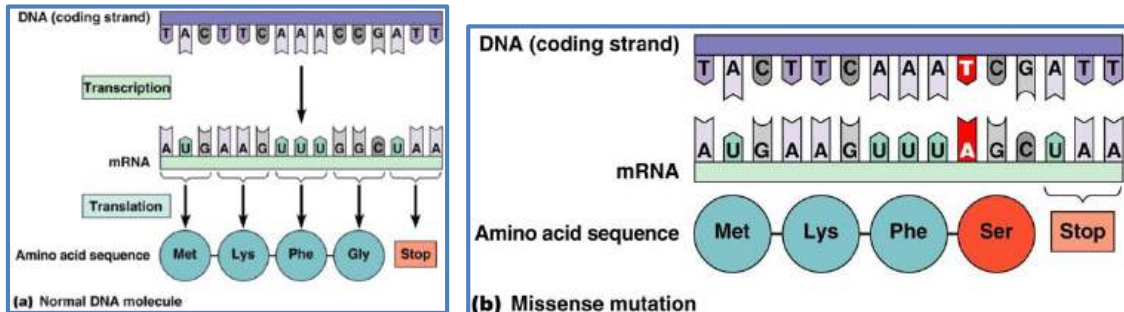 DNA (coding strand)
T A C T T C A A A C C G A T T
Transcription
A U G A A G U U U G G C U A A
mRNA
Translation
Amino acid sequence
Met Lys Phe Gly Stop
(a) Normal DNA molecule
DNA (coding strand)
T A C T T C A A A T C G A T T
A U G A A G U U U A G C U A A
mRNA
Amino acid sequence
Met Lys Phe Ser Stop
(b) Missense mutation